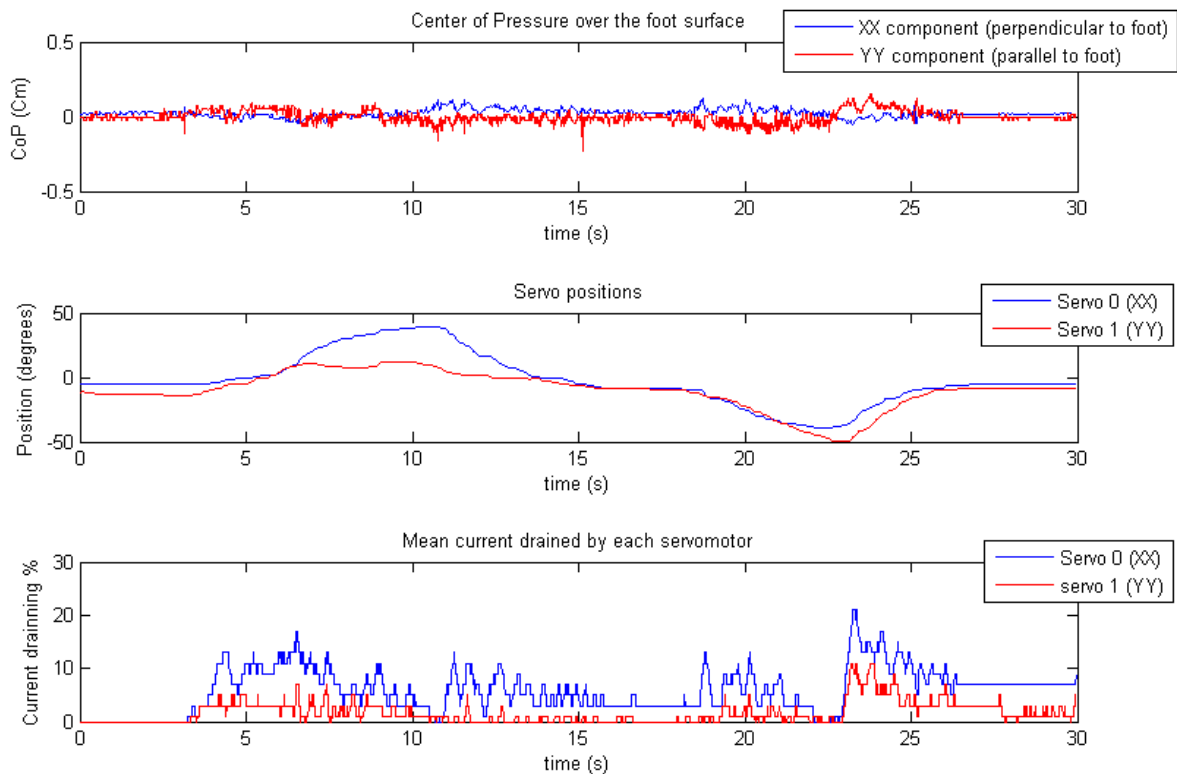 Center of Pressure over the foot surface
XX component (perpendicular to foot)
YY component (parallel to foot)
0.5
0
-0.5
CoP (Cm)
0 5 10 15 20 25 30
time (s)
Servo positions
Servo 0 (XX)
Servo 1 (YY)
50
0
-50
Position (degrees)
0 5 10 15 20 25 30
time (s)
Mean current drained by each servomotor
Servo 0 (XX)
servo 1 (YY)
30
20
10
0
Current drainning %
0 5 10 15 20 25 30
time (s)